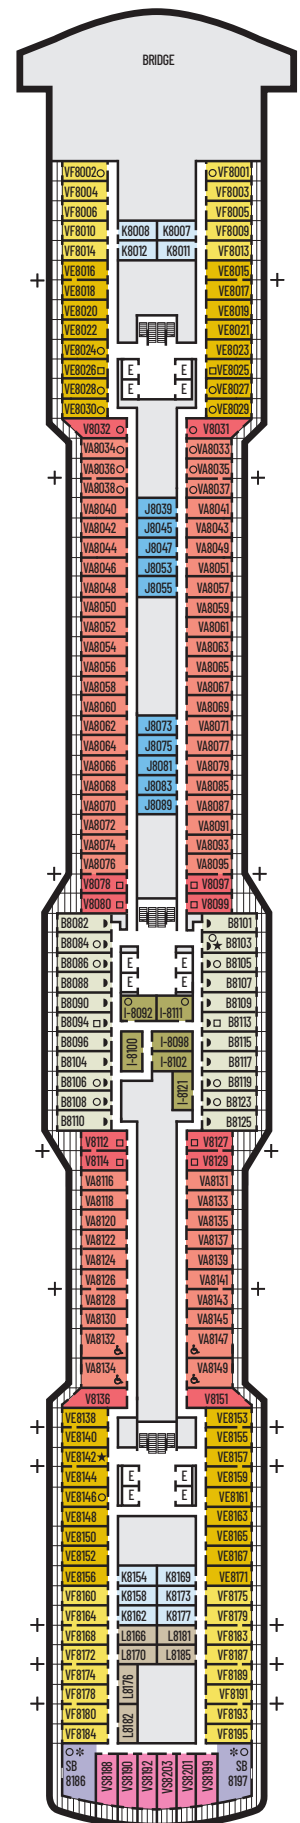 BRIDGE
VF8002 VF8001
VF8004 VF8003
VF8006 VF8005
VF8010 K8008 K8007 VF8009
VF8014 K8012 K8011 VF8013
VE8016 VE8015
VE8018 VE8017
VE8020 VE8019
VE8022 VE8021
VE8024 VE8023
VE8026 E E VE8025
VE8028 E E VE8027
VE8030 VE8029
V8032 V8031
VA8034 VA8033
VA8036 VA8035
VA8038 VA8037
VA8040 J8039 VA8041
VA8042 J8045 VA8043
VA8044 J8047 VA8049
VA8046 J8053 VA8051
VA8048 J8055 VA8057
VA8050 VA8059
VA8052 VA8061
VA8054 VA8063
VA8056 VA8065
VA8058 VA8067
VA8060 VA8069
VA8062 J8073 VA8071
VA8064 J8075 VA8077
VA8066 J8081 VA8079
VA8068 J8083 VA8085
VA8070 J8089 VA8087
VA8072 VA8091
VA8074 VA8093
VA8076 VA8095
V8078 V8097
V8080 V8099
B8082 B8101
B8084 B8103
B8086 E E B8105
B8088 E E B8107
B8090 I-8092 I-8111 B8109
B8094 B8113
B8096 I-8100 I-8098 B8115
B8104 I-8102 B8117
B8106 I-8121 B8119
B8108 B8123
B8110 B8125
V8112 V8127
V8114 V8129
VA8116 VA8131
VA8118 VA8133
VA8120 VA8135
VA8122 VA8137
VA8124 VA8139
VA8126 VA8141
VA8128 VA8143
VA8130 VA8145
VA8132 VA8147
VA8134 VA8149
V8136 V8151
VE8138 VE8153
VE8140 VE8155
VE8142 VE8157
VE8144 E E VE8159
VE8146 E E VE8161
VE8148 VE8163
VE8150 VE8165
VE8152 VE8167
VE8156 K8154 K8169 VE8171
VF8160 K8158 K8173 VF8175
VF8164 K8162 K8177 VF8179
VF8168 L8166 L8181 VF8183
VF8172 L8170 L8185 VF8187
VF8174 L8176 VF8189
VF8178 VF8191
VF8180 L8182 VF8193
VF8184 VF8195
SB 8186 VS8188 VS8190 VS8192 VS8203 VS8201 VS8199 SB 8197